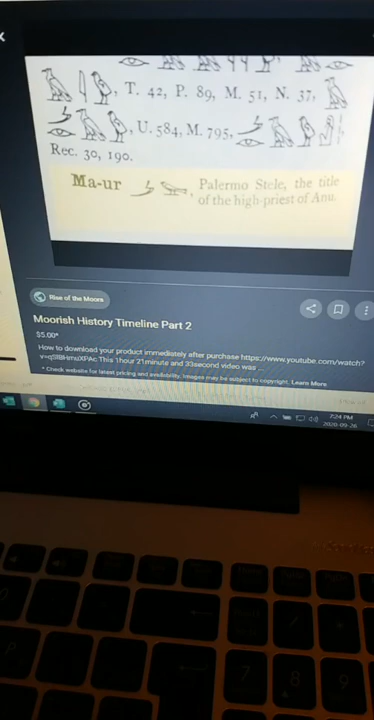 T. 42, P. 89, M. 51, N. 37,
U. 584, M. 795,
Rec. 30, 190.
Ma-ur , Palermo Stele, the title
of the high-priest of Anu.
Rise of the Moors
Moorish History Timeline Part 2
$5.00*
How to download your product immediately after purchase https://www.youtube.com/watch?
This 1hour 21minute and 33second video was ...
* Check website for latest pricing and availability. Images may be subject to copyright. Learn More
7:24 PM
2020-09-26
7
8
9